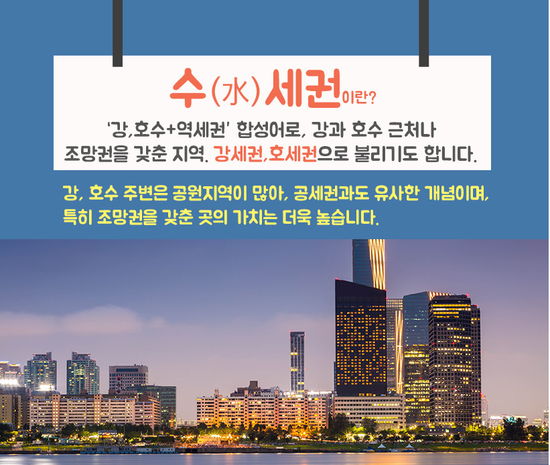 수(水)세권이란?
‘강,호수+역세권’ 합성어로, 강과 호수 근처나
조망권을 갖춘 지역. 강세권,호세권으로 불리기도 합니다.
강, 호수 주변은 공원지역이 많아, 공세권과도 유사한 개념이며,
특히 조망권을 갖춘 곳의 가치는 더욱 높습니다.